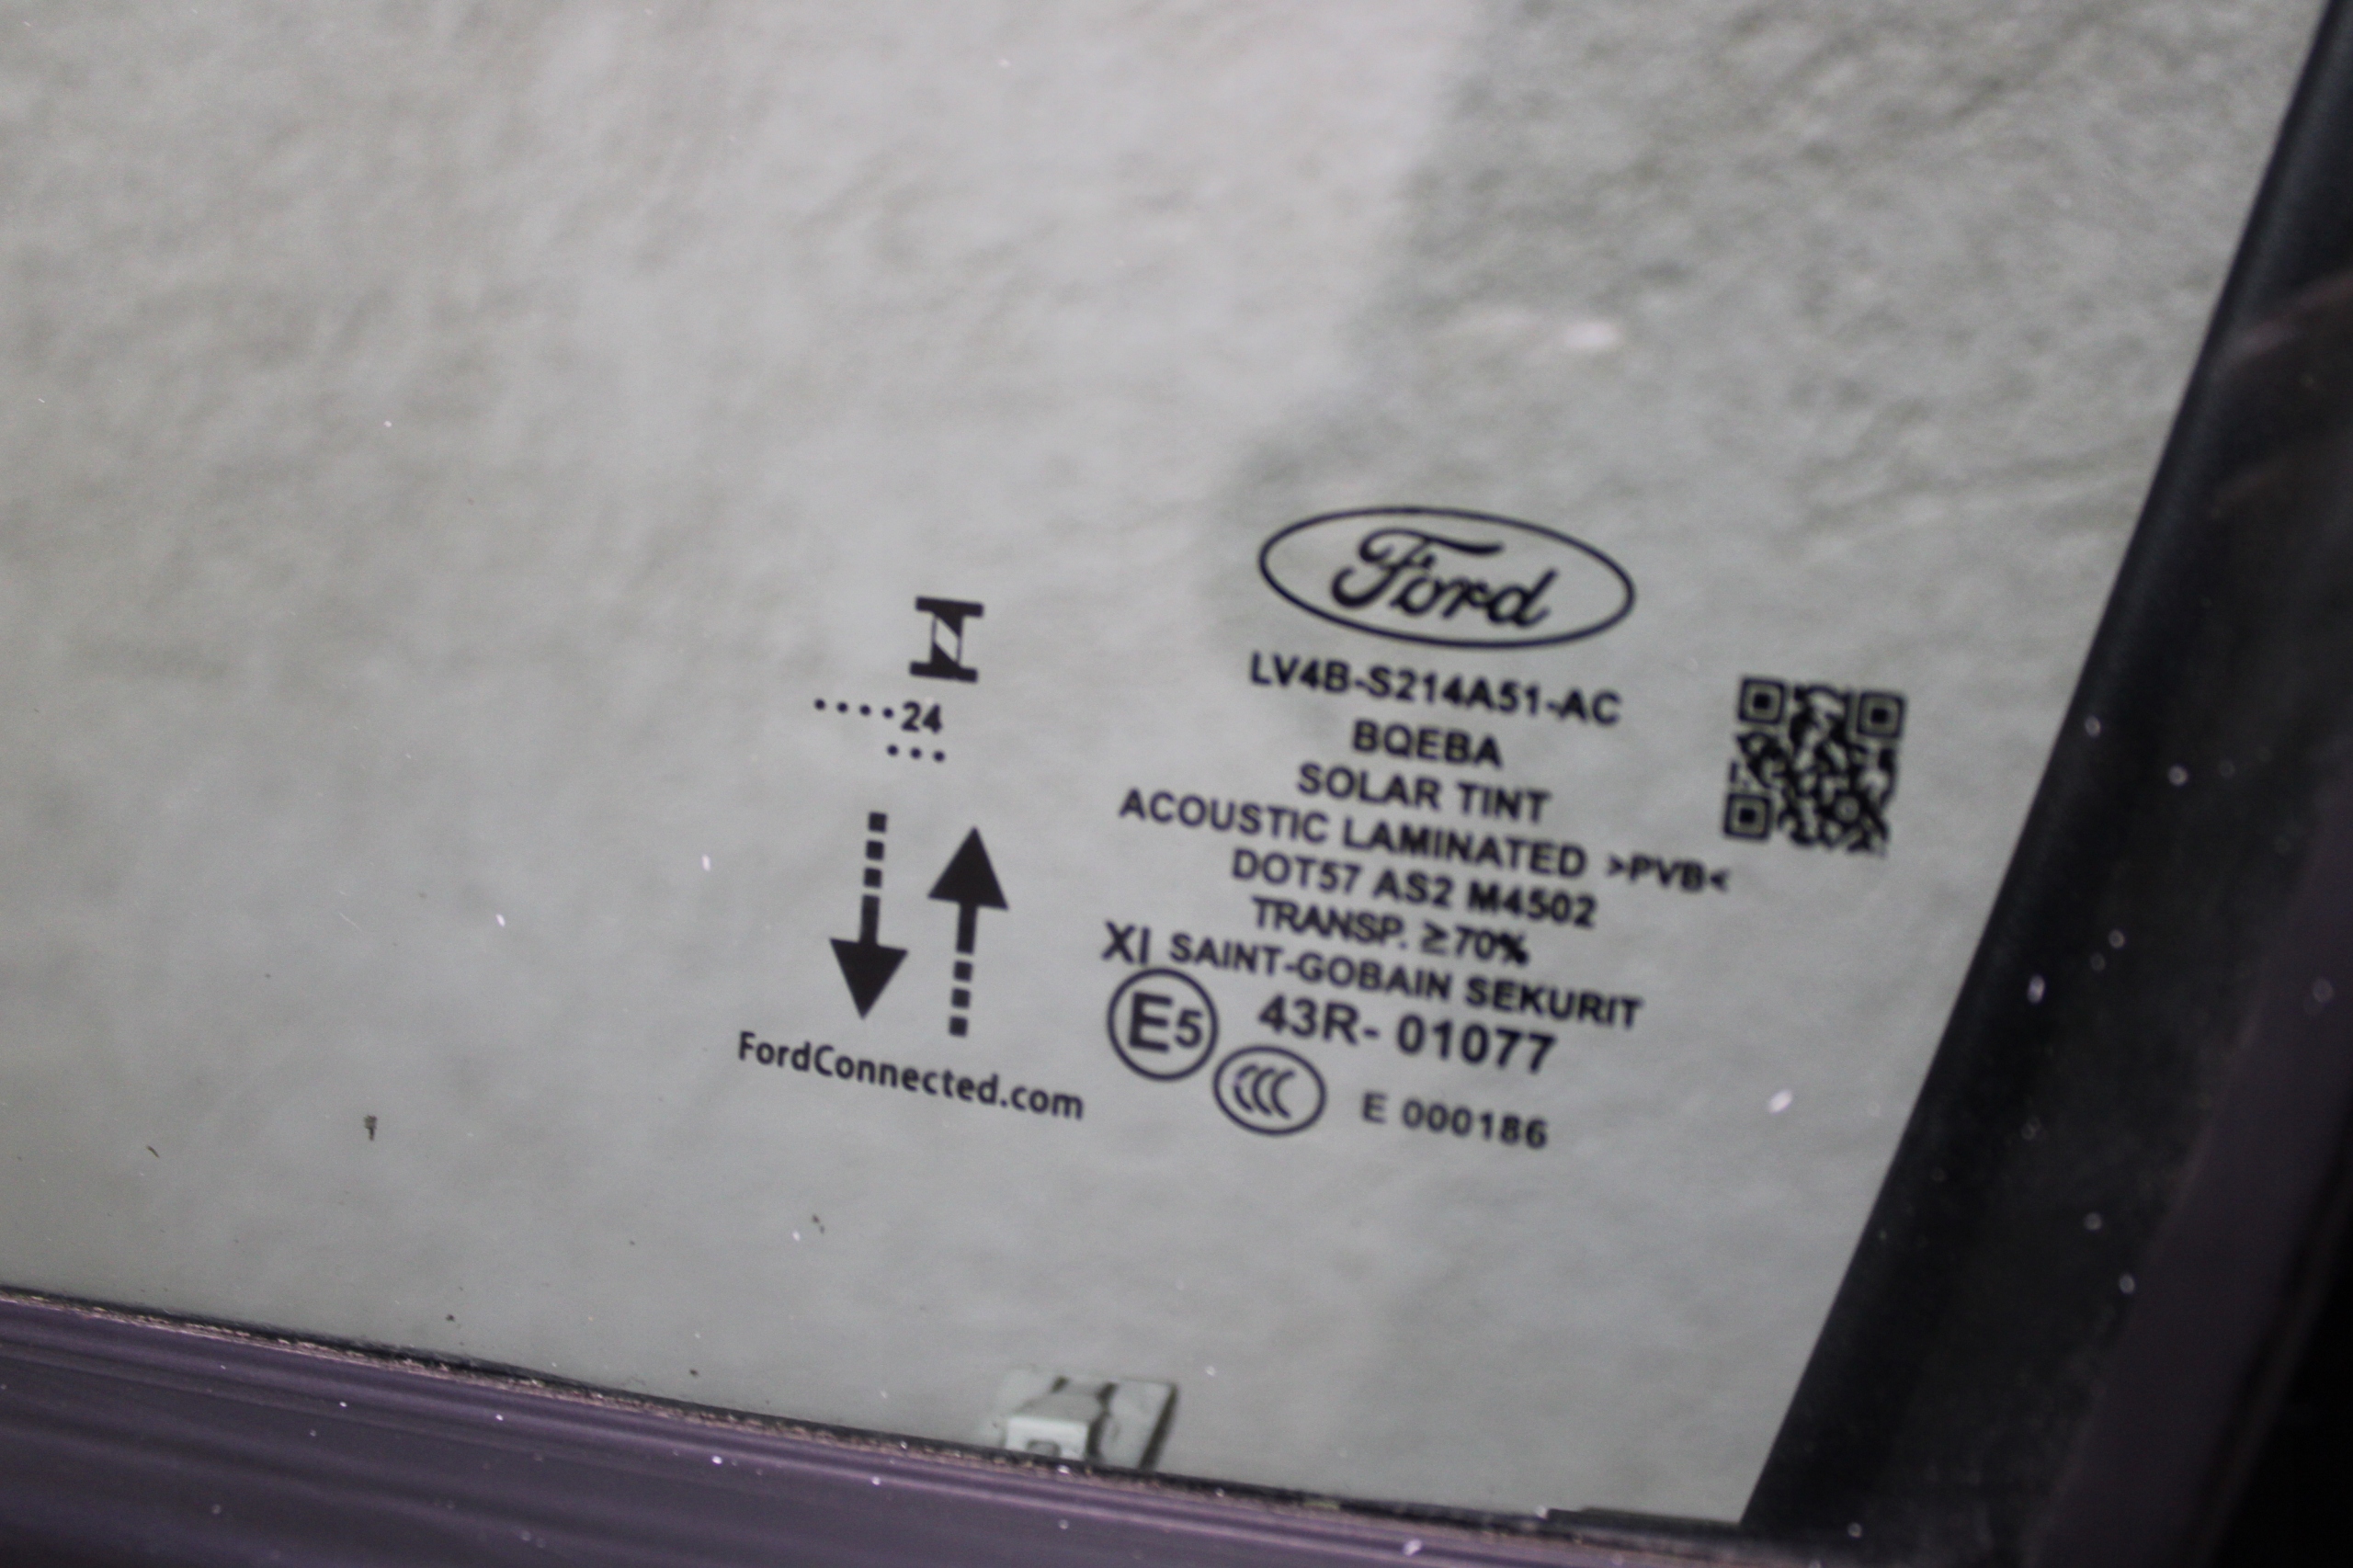 Ford
LV4B-S214A51-AC
BQEBA
SOLAR TINT
ACOUSTIC LAMINATED >PVB<
DOT57 AS2 M4502
TRANSP. ≥70%
XI SAINT-GOBAIN SEKURIT
E5 43R- 01077
CCC E 000186
....24
...
FordConnected.com